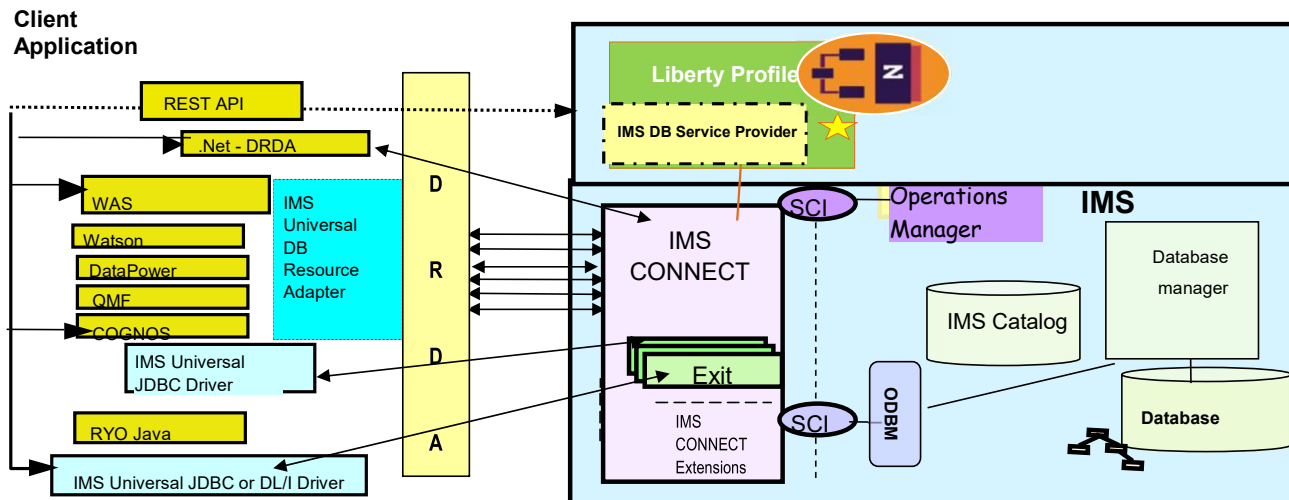 Client
Application
REST API
.Net - DRDA
WAS
Watson
DataPower
QMF
COGNOS
IMS
Universal
DB
Resource
Adapter
IMS Universal
JDBC Driver
RYO Java
IMS Universal JDBC or DL/I Driver
D
R
D
A
Liberty Profile
N
IMS DB Service Provider
IMS
CONNECT
Exit
IMS
CONNECT
Extensions
SCI
Operations
Manager
IMS
Database
manager
IMS Catalog
SCI
ODBM
Database